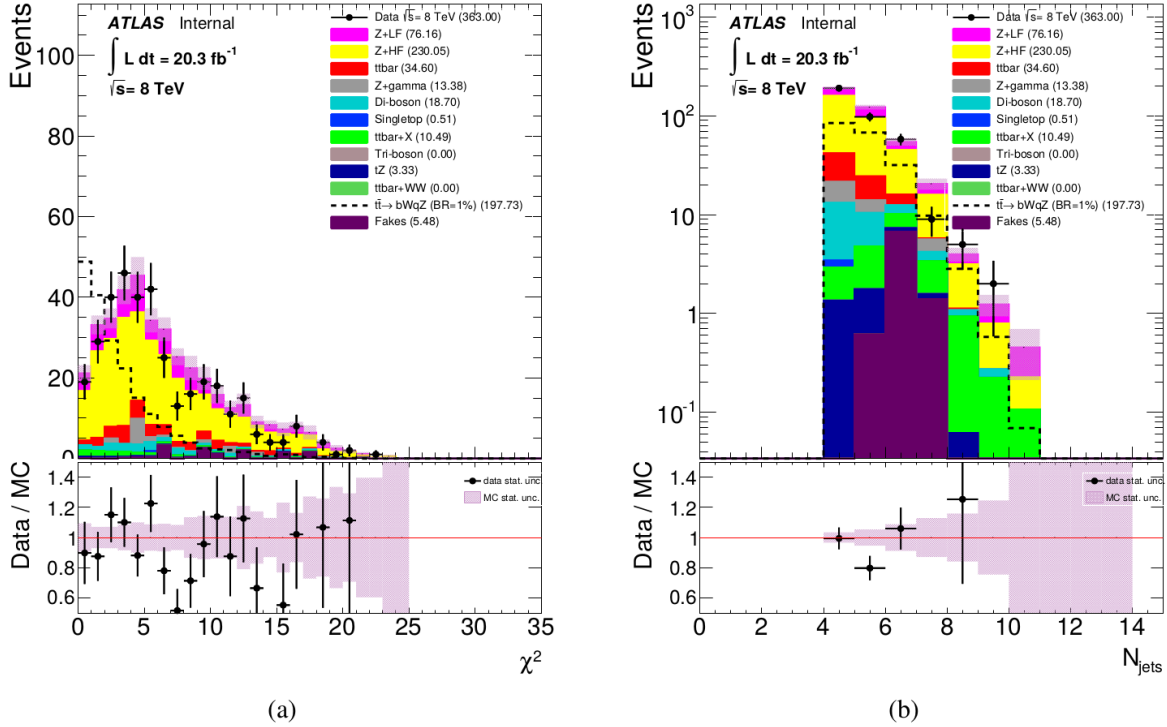 Events
100
80
60
40
20
0
ATLAS Internal
∫ L dt = 20.3 fb-1
√s= 8 TeV
Data √s= 8 TeV (363.00)
Z+LF (76.16)
Z+HF (230.05)
ttbar (34.60)
Z+gamma (13.38)
Di-boson (18.70)
Singletop (0.51)
ttbar+X (10.49)
Tri-boson (0.00)
tZ (3.33)
ttbar+WW (0.00)
tt̄→ bWqZ (BR=1%) (197.73)
Fakes (5.48)
Data / MC
1.4
1.2
1
0.8
0.6
data stat. unc.
MC stat. unc.
0 5 10 15 20 25 30 35
χ2
(a)
Events
103
102
10
1
10-1
ATLAS Internal
∫ L dt = 20.3 fb-1
√s= 8 TeV
Data √s= 8 TeV (363.00)
Z+LF (76.16)
Z+HF (230.05)
ttbar (34.60)
Z+gamma (13.38)
Di-boson (18.70)
Singletop (0.51)
ttbar+X (10.49)
Tri-boson (0.00)
tZ (3.33)
ttbar+WW (0.00)
tt̄→ bWqZ (BR=1%) (197.73)
Fakes (5.48)
Data / MC
1.4
1.2
1
0.8
0.6
data stat. unc.
MC stat. unc.
0 2 4 6 8 10 12 14
Njets
(b)